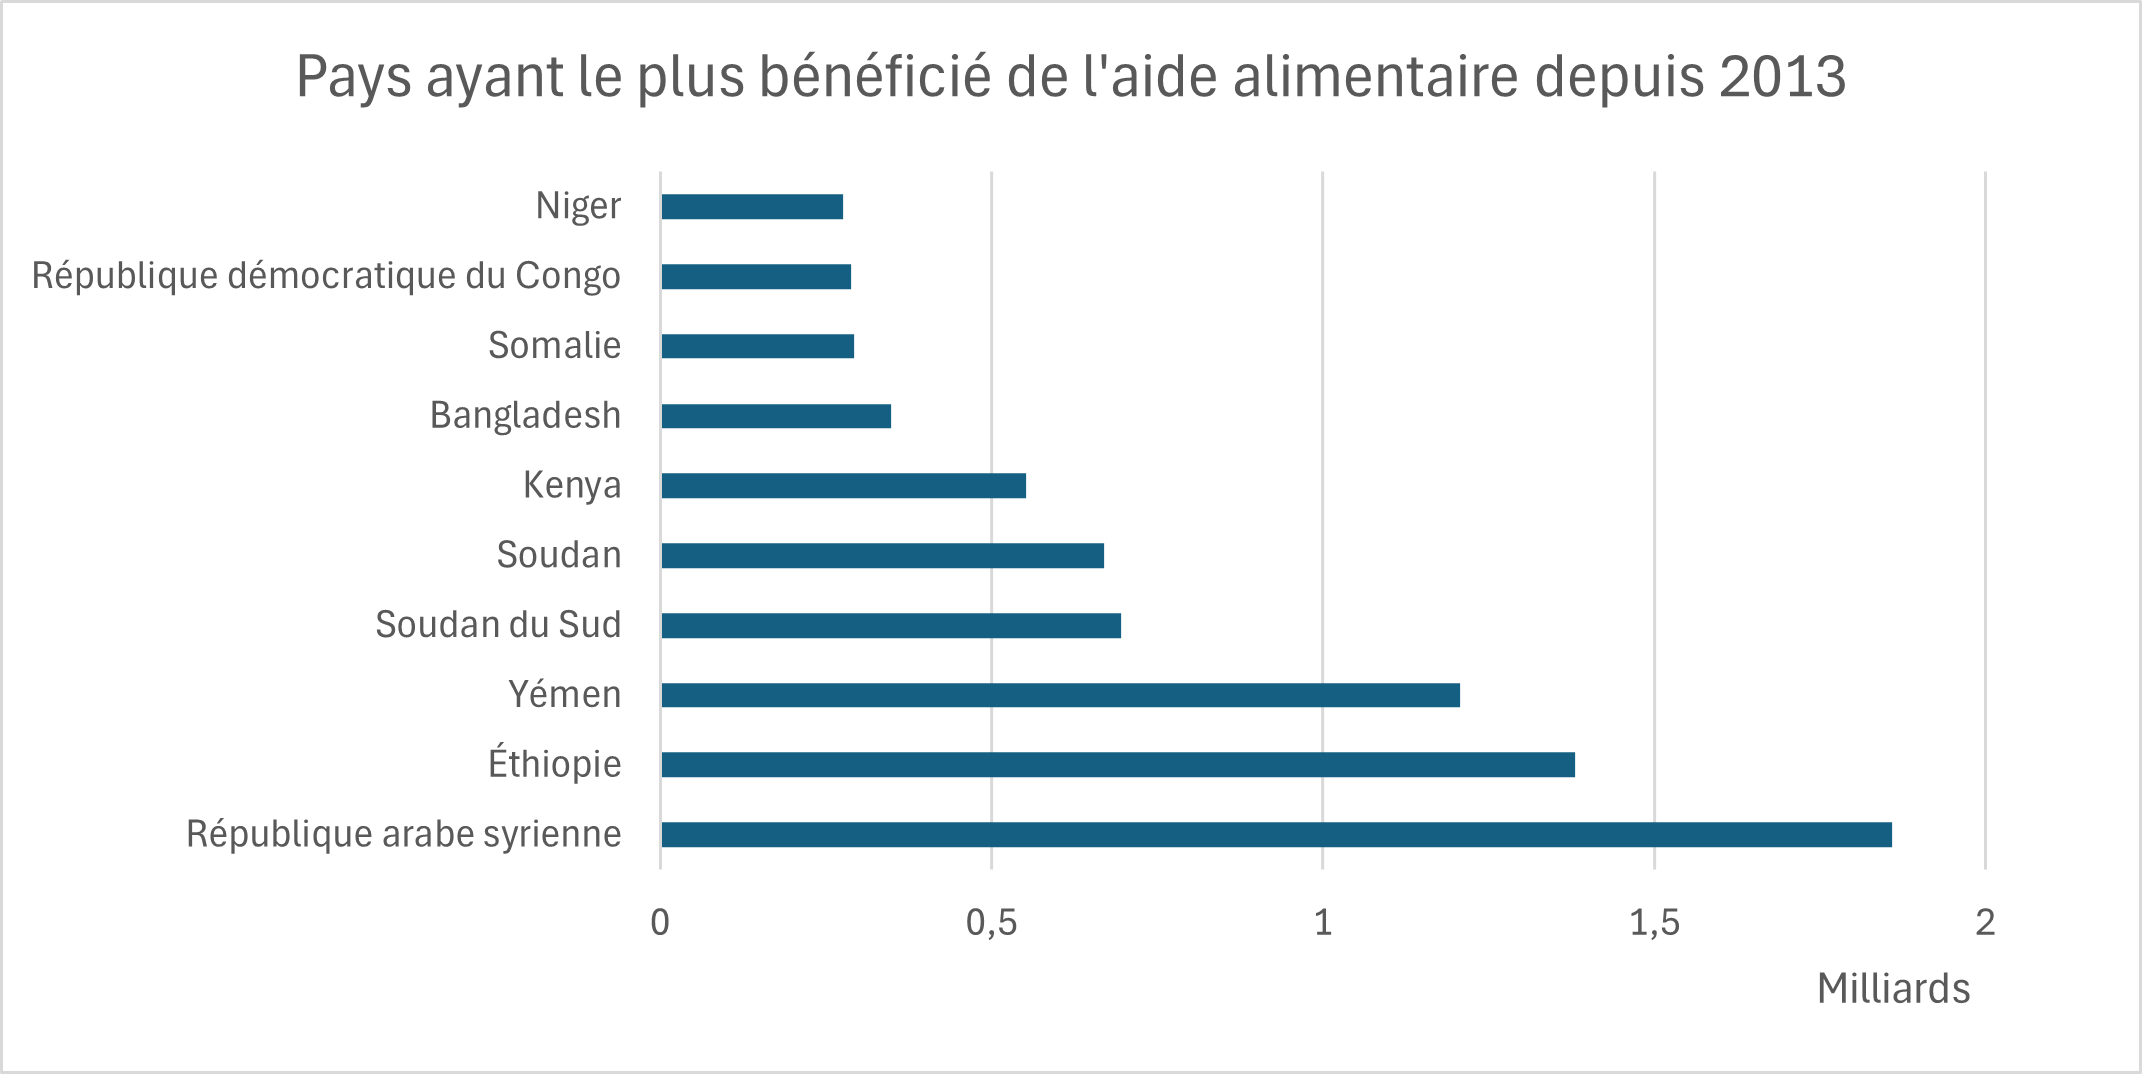 Pays ayant le plus bénéficié de l'aide alimentaire depuis 2013
Niger
République démocratique du Congo
Somalie
Bangladesh
Kenya
Soudan
Soudan du Sud
Yémen
Éthiopie
République arabe syrienne
0 0,5 1 1,5 2
Milliards